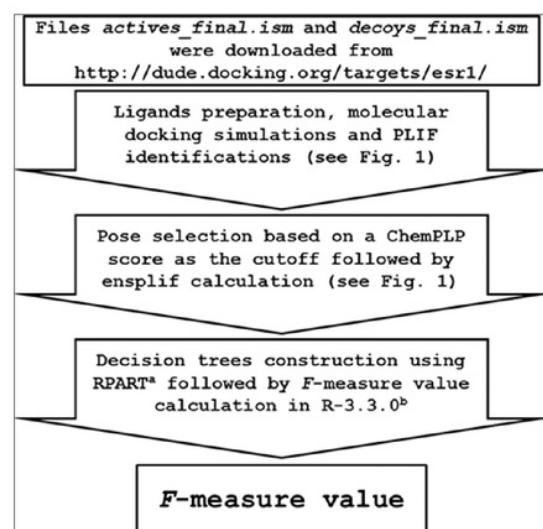 Files actives_final.ism and decoys_final.ism
were downloaded from
http://dude.docking.org/targets/esr1/
Ligands preparation, molecular
docking simulations and PLIF
identifications (see Fig. 1)
Pose selection based on a ChemPLP
score as the cutoff followed by
ensplif calculation (see Fig. 1)
Decision trees construction using
RPARTᵃ followed by F-measure value
calculation in R-3.3.0ᵇ
F-measure value